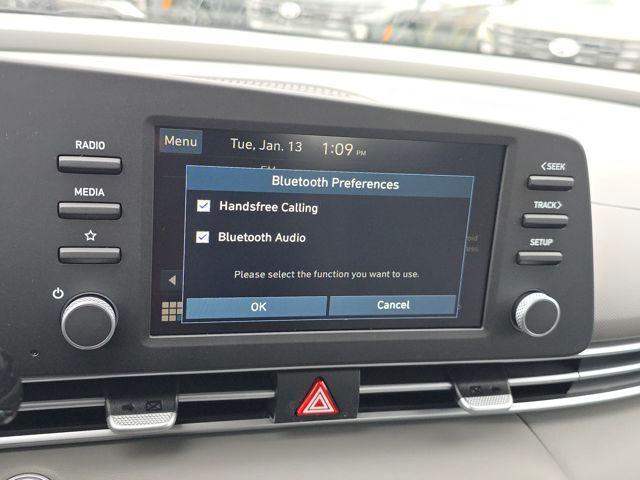 RADIO
MEDIA
Menu
Tue, Jan. 13
1:09 PM
Bluetooth Preferences
Handsfree Calling
Bluetooth Audio
Please select the function you want to use.
OK
Cancel
<SEEK
TRACK>
SETUP